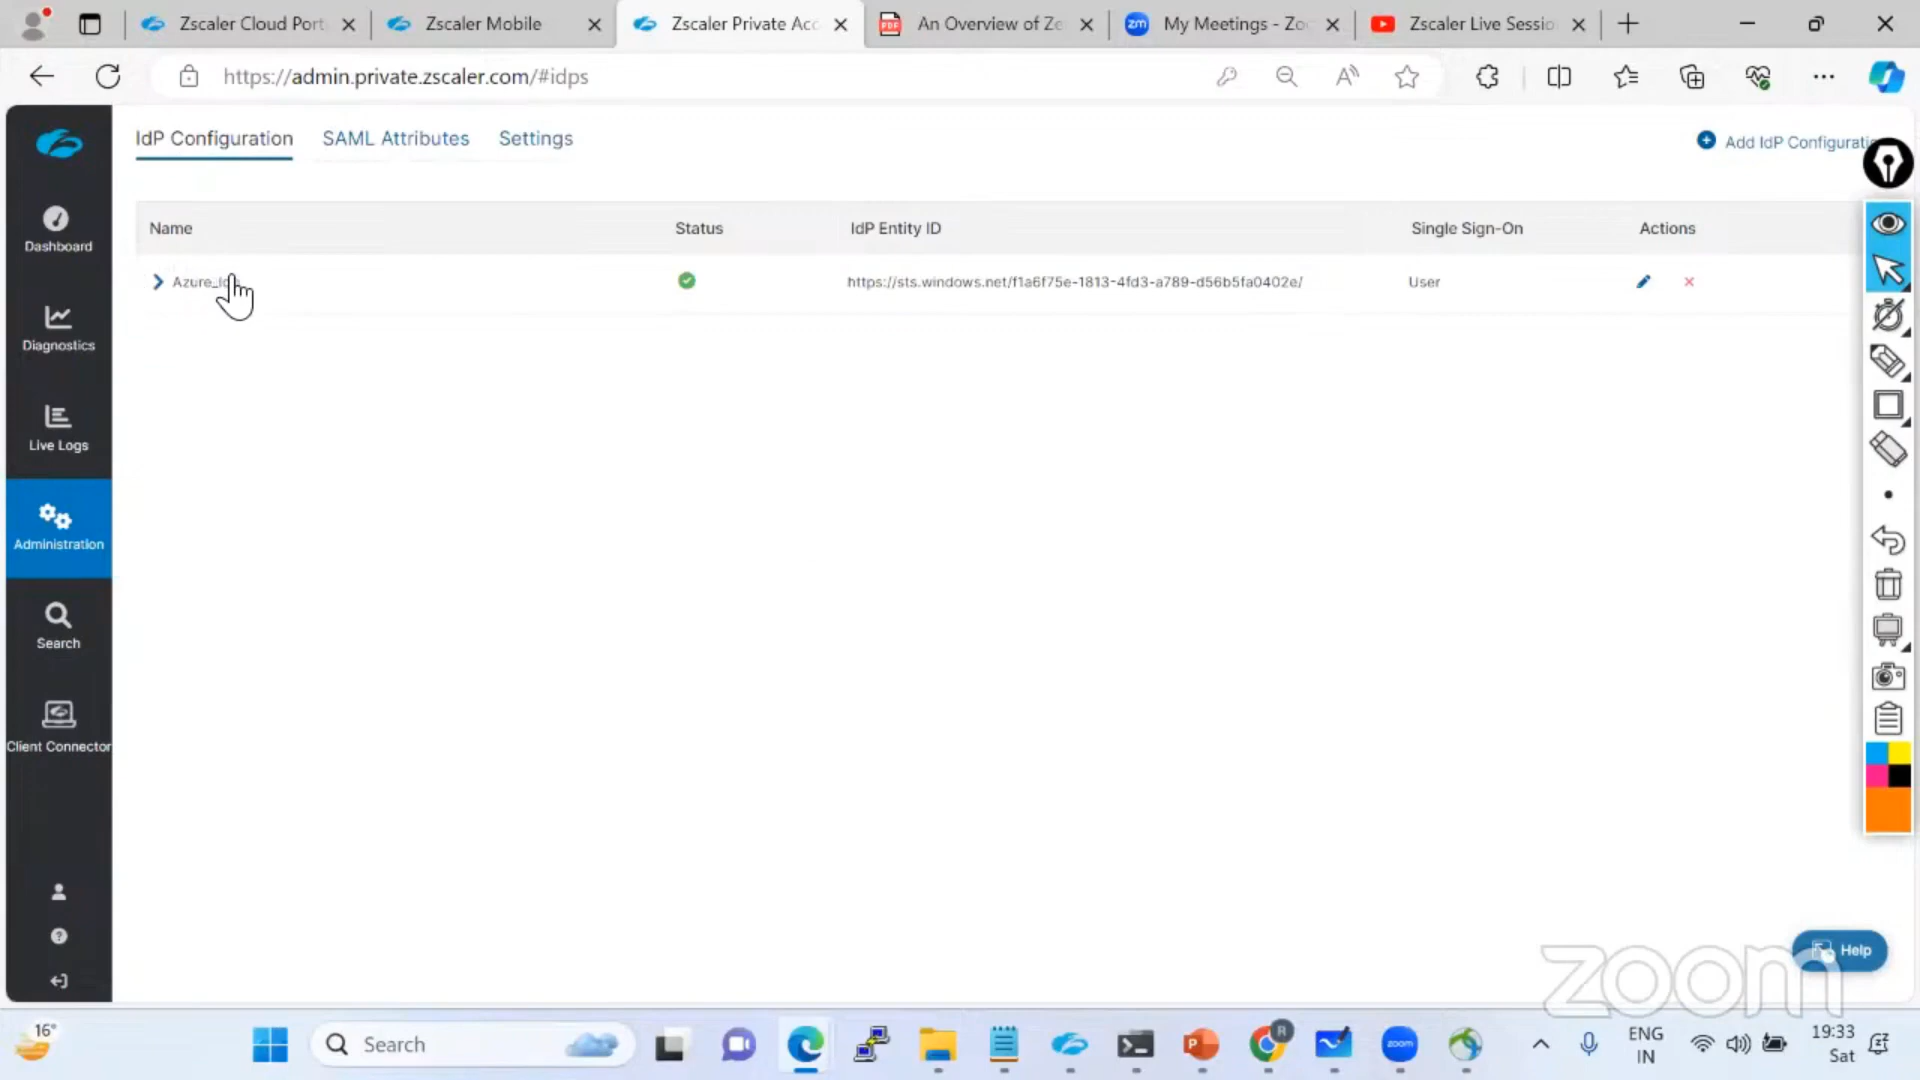 Zscaler Cloud Port
Zscaler Mobile
Zscaler Private Acc
An Overview of Ze
My Meetings - Zoo
Zscaler Live Sessio
https://admin.private.zscaler.com/#idps
IdP Configuration
SAML Attributes
Settings
Add IdP Configuratio
Name
Status
IdP Entity ID
Single Sign-On
Actions
https://sts.windows.net/f1a6f75e-1813-4fd3-a789-d56b5fa0402e/
User
Dashboard
Diagnostics
Live Logs
Administration
Search
Client Connector
Help
zoom
16°
Search
zoom
R
ENG
IN
19:33
Sat